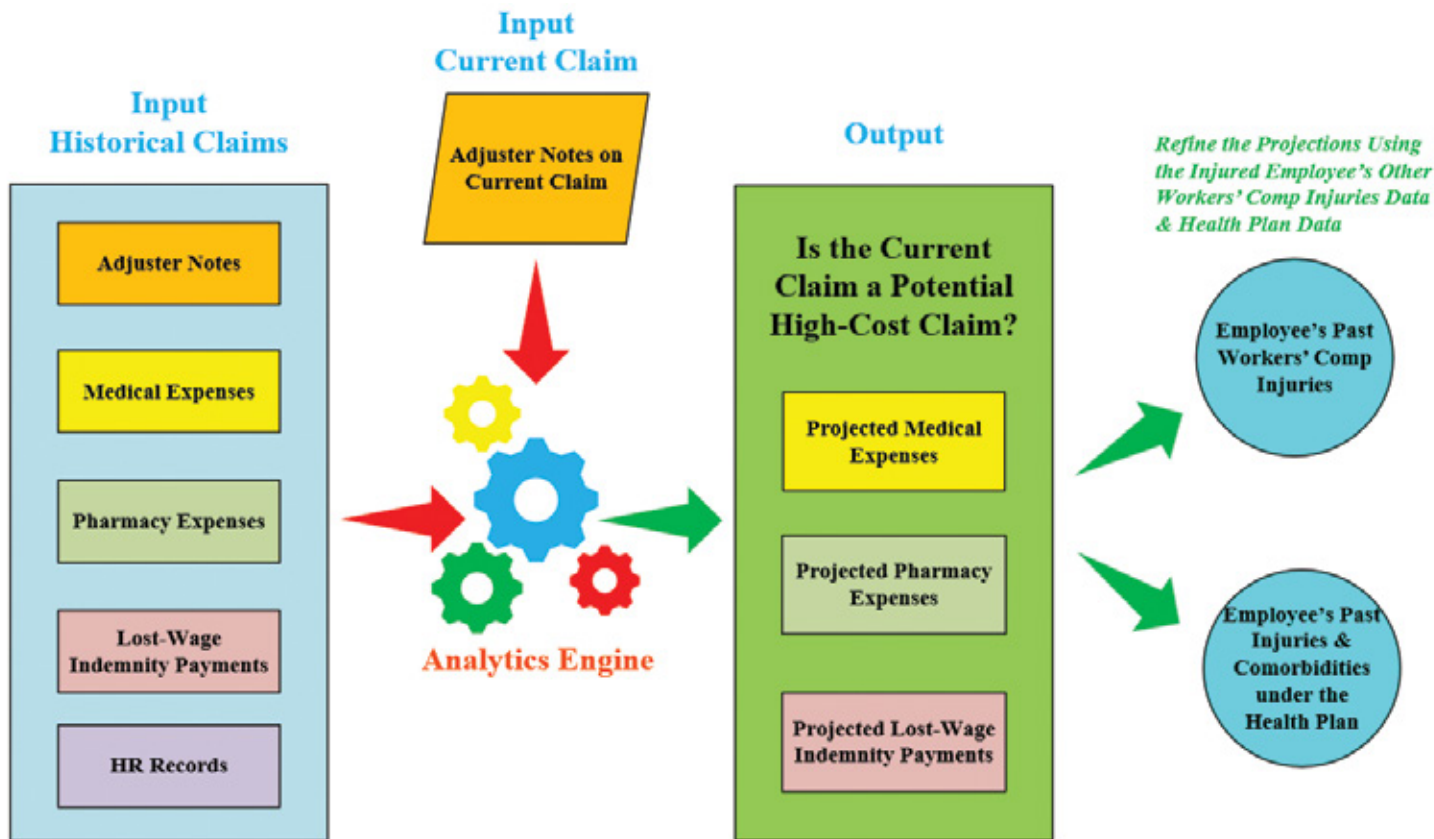 Input
Historical Claims
Adjuster Notes
Medical Expenses
Pharmacy Expenses
Lost-Wage
Indemnity Payments
HR Records
Input
Current Claim
Adjuster Notes on
Current Claim
Analytics Engine
Output
Is the Current
Claim a Potential
High-Cost Claim?
Projected Medical
Expenses
Projected Pharmacy
Expenses
Projected Lost-Wage
Indemnity Payments
Refine the Projections Using
the Injured Employee’s Other
Workers’ Comp Injuries Data
& Health Plan Data
Employee’s Past
Workers’ Comp
Injuries
Employee’s Past
Injuries &
Comorbidities
under the
Health Plan